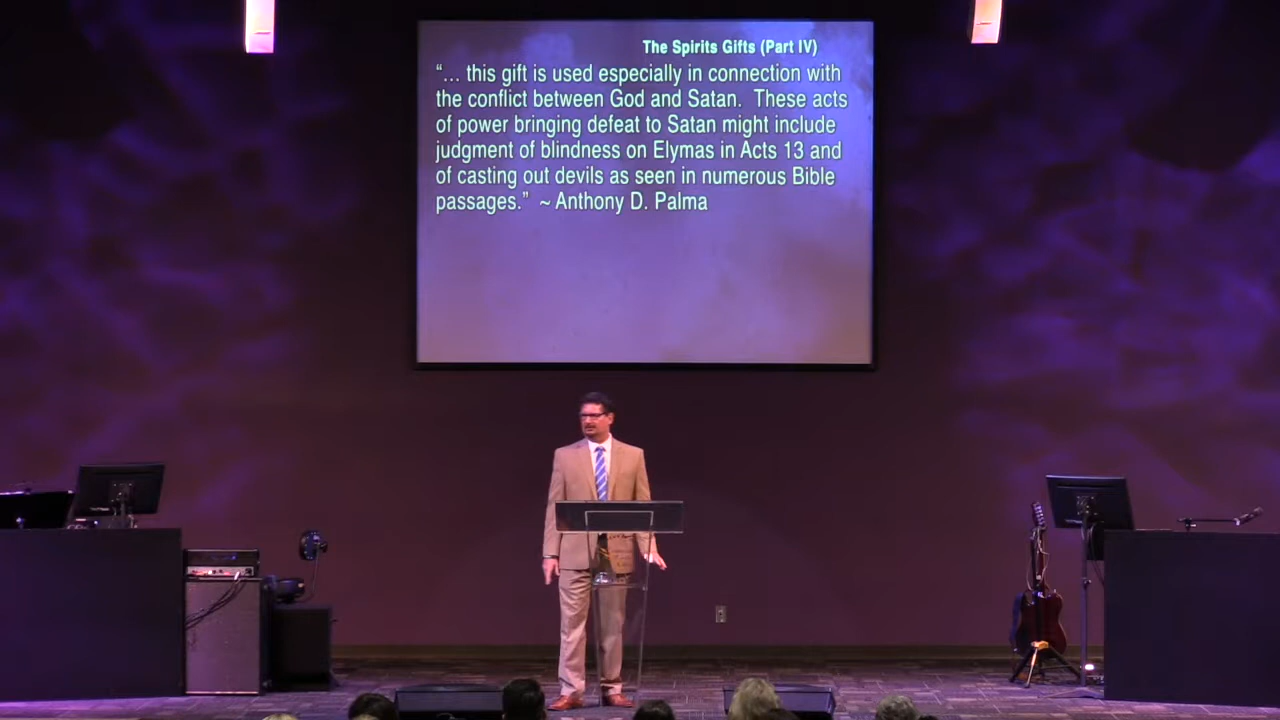 The Spirits Gifts (Part IV)
“... this gift is used especially in connection with
the conflict between God and Satan.  These acts
of power bringing defeat to Satan might include
judgment of blindness on Elymas in Acts 13 and
of casting out devils as seen in numerous Bible
passages.”  ~ Anthony D. Palma